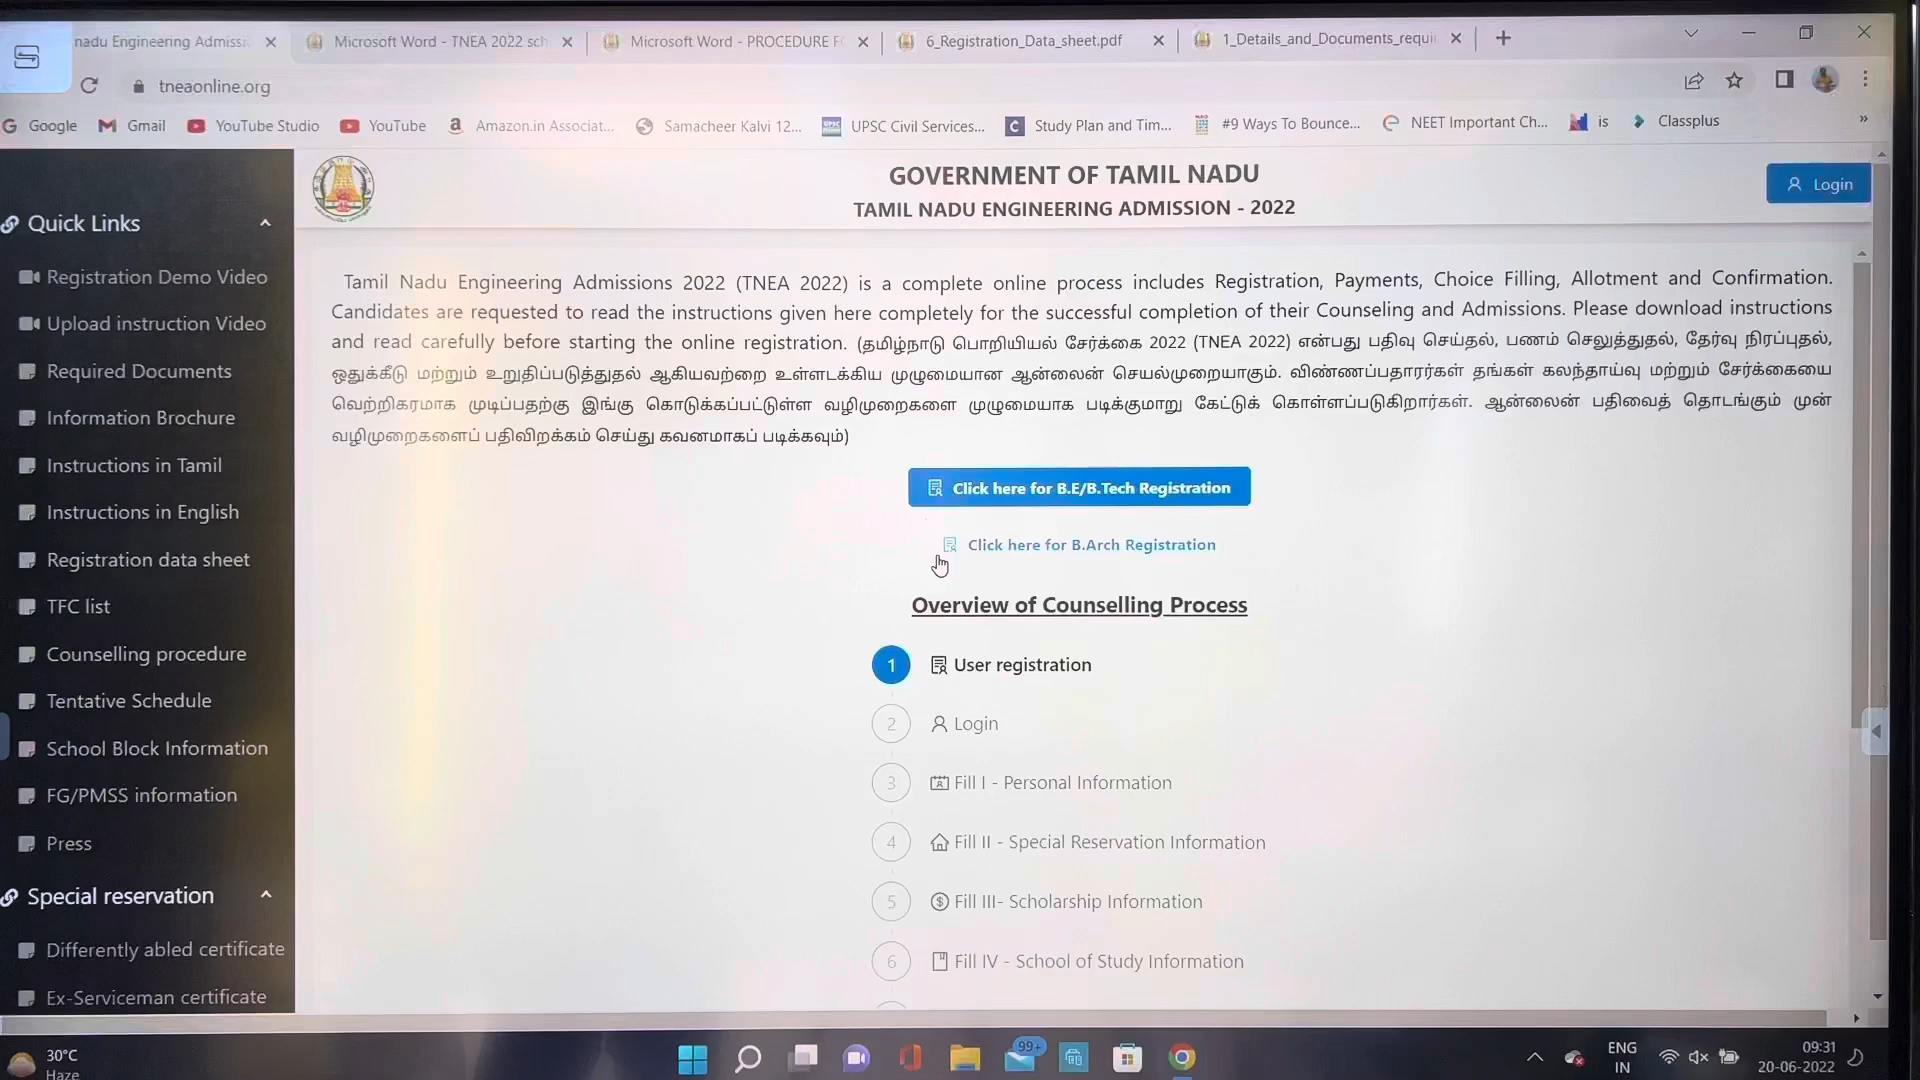 nadu Engineering Admiss
Microsoft Word - TNEA 2022 sch
Microsoft Word - PROCEDURE F
6_Registration_Data_sheet.pdf
1_Details_and_Documents_requi
tneaonline.org
Google
Gmail
YouTube Studio
YouTube
Amazon.in Associat...
Samacheer Kalvi 12...
UPSC Civil Services...
Study Plan and Tim...
#9 Ways To Bounce...
NEET Important Ch...
is
Classplus
»
GOVERNMENT OF TAMIL NADU
TAMIL NADU ENGINEERING ADMISSION - 2022
Login
Quick Links
Registration Demo Video
Upload instruction Video
Required Documents
Information Brochure
Instructions in Tamil
Instructions in English
Registration data sheet
TFC list
Counselling procedure
Tentative Schedule
School Block Information
FG/PMSS information
Press
Special reservation
Differently abled certificate
Ex-Serviceman certificate
Tamil Nadu Engineering Admissions 2022 (TNEA 2022) is a complete online process includes Registration, Payments, Choice Filling, Allotment and Confirmation.
Candidates are requested to read the instructions given here completely for the successful completion of their Counseling and Admissions. Please download instructions
and read carefully before starting the online registration. (தமிழ்நாடு பொறியியல் சேர்க்கை 2022 (TNEA 2022) என்பது பதிவு செய்தல், பணம் செலுத்துதல், தேர்வு நிரப்புதல்,
ஒதுக்கீடு மற்றும் உறுதிப்படுத்துதல் ஆகியவற்றை உள்ளடக்கிய முழுமையான ஆன்லைன் செயல்முறையாகும். விண்ணப்பதாரர்கள் தங்கள் கலந்தாய்வு மற்றும் சேர்க்கையை
வெற்றிகரமாக முடிப்பதற்கு இங்கு கொடுக்கப்பட்டுள்ள வழிமுறைகளை முழுமையாக படிக்குமாறு கேட்டுக் கொள்ளப்படுகிறார்கள். ஆன்லைன் பதிவைத் தொடங்கும் முன்
வழிமுறைகளைப் பதிவிறக்கம் செய்து கவனமாகப் படிக்கவும்)
Click here for B.E/B.Tech Registration
Click here for B.Arch Registration
Overview of Counselling Process
1 User registration
2 Login
3 Fill I - Personal Information
4 Fill II - Special Reservation Information
5 Fill III- Scholarship Information
6 Fill IV - School of Study Information
30°C
Haze
99+
ENG
IN
09:31
20-06-2022